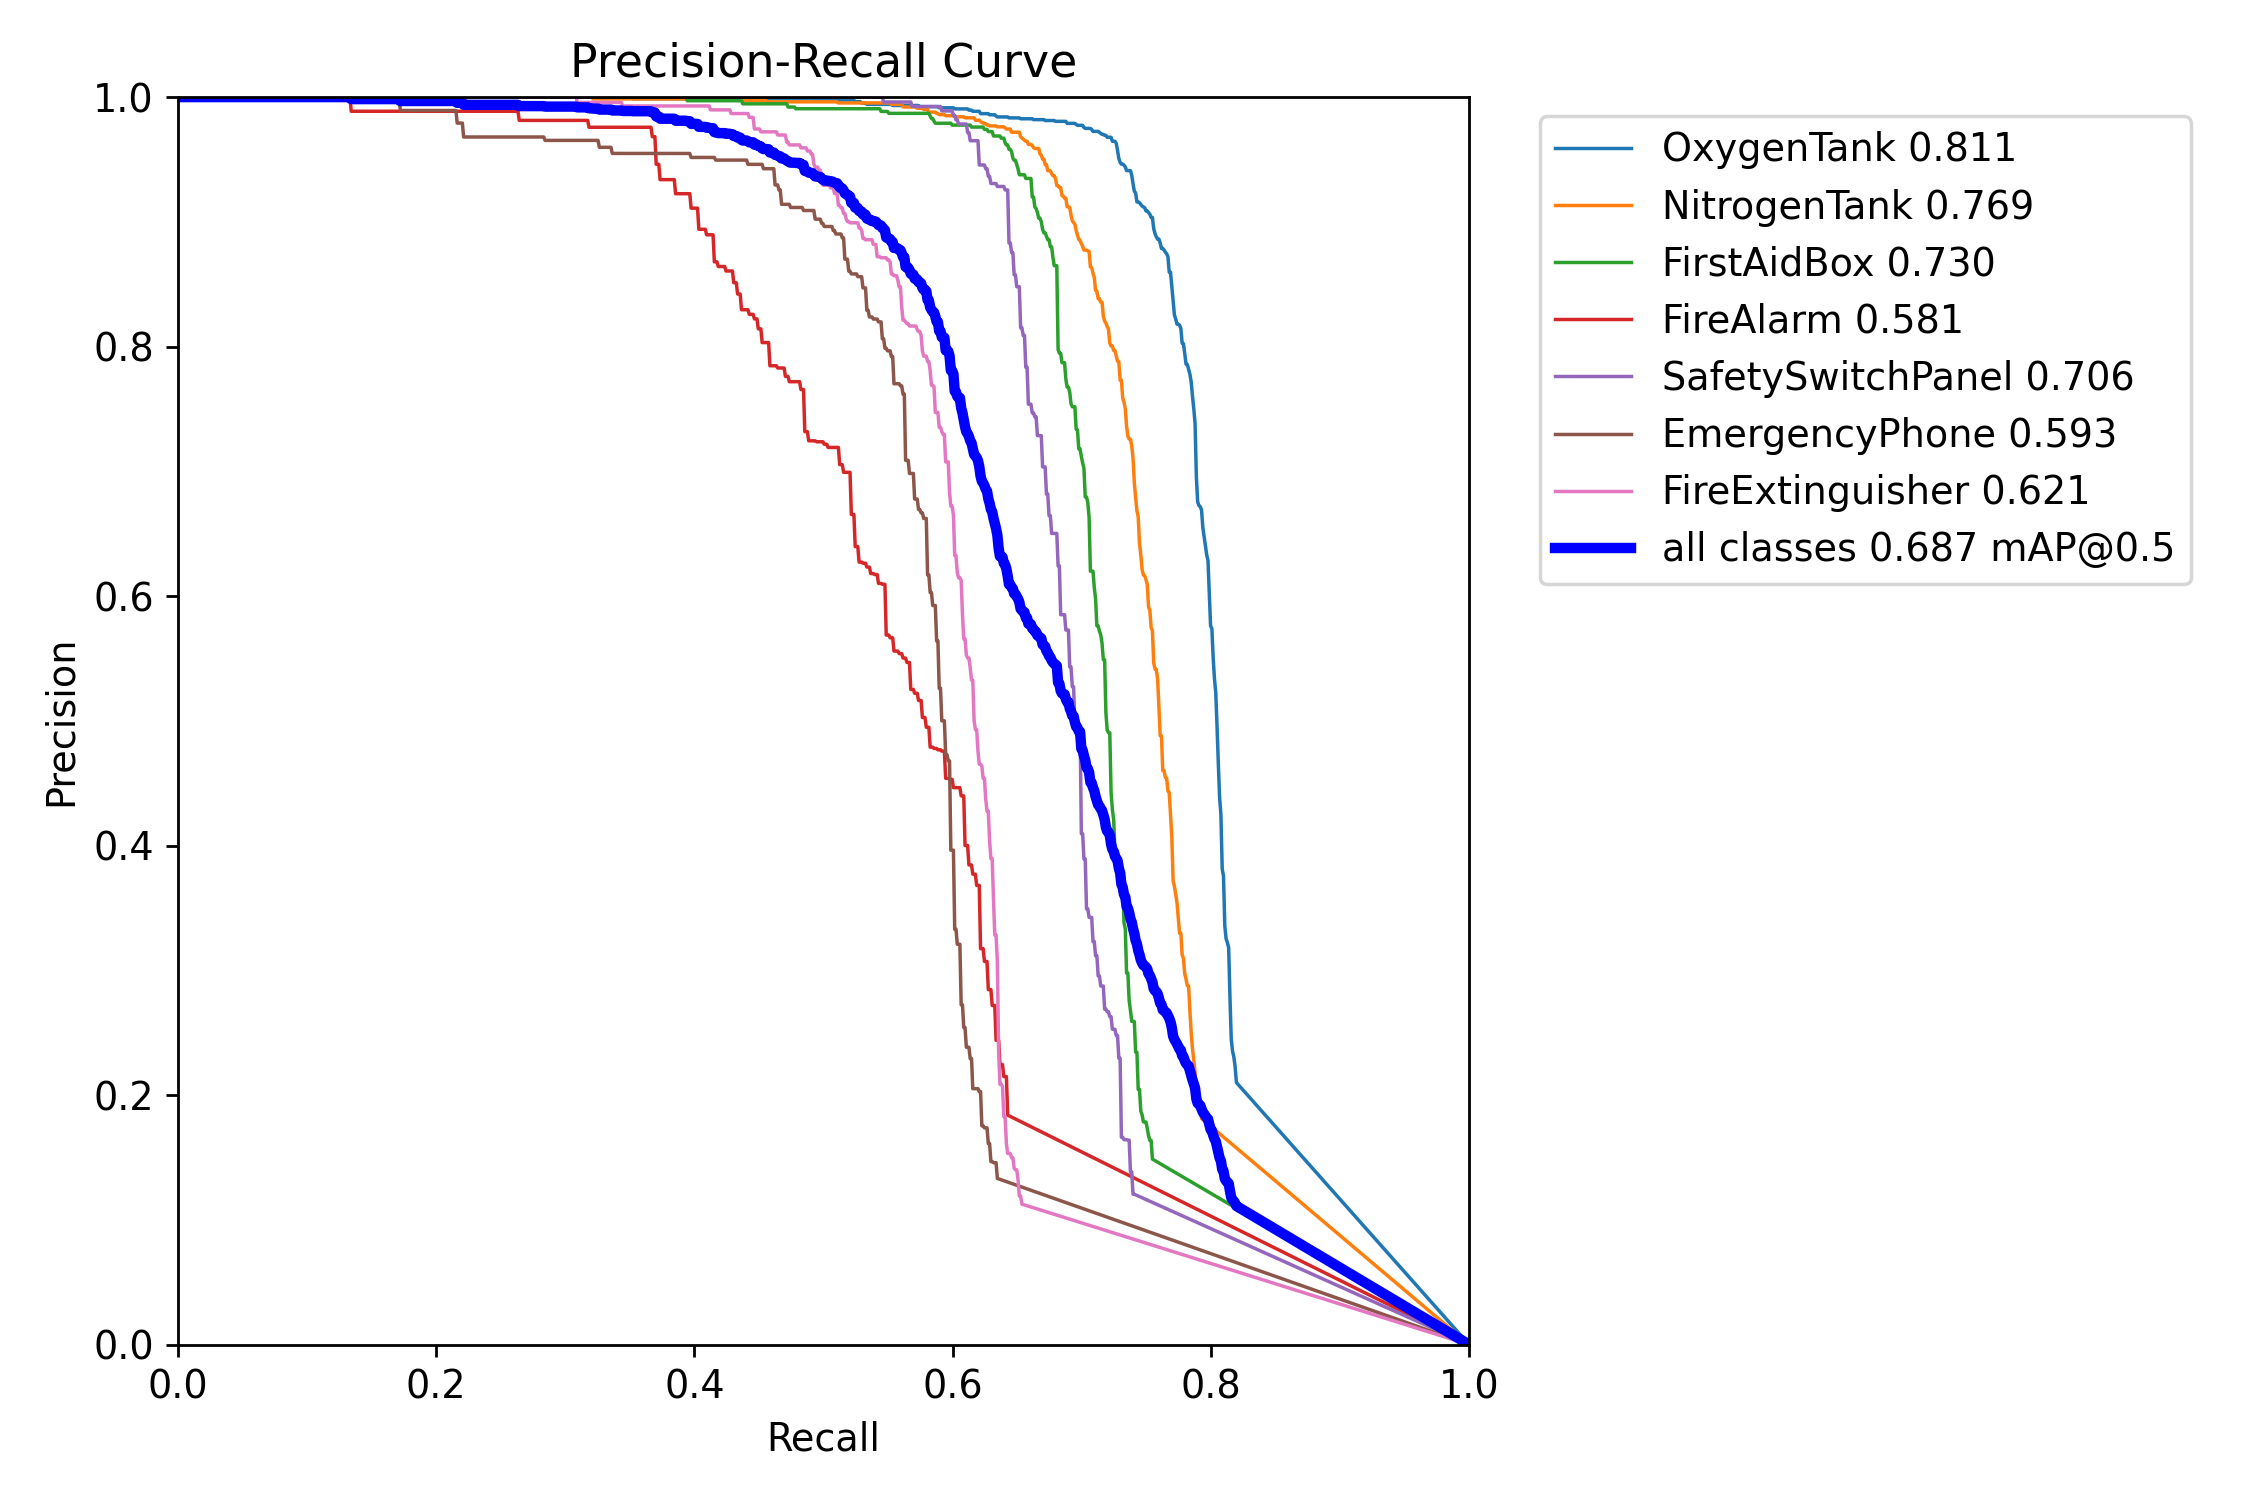 Precision-Recall Curve
1.0
0.8
0.6
0.4
0.2
0.0
Precision
0.0 0.2 0.4 0.6 0.8 1.0
Recall
OxygenTank 0.811
NitrogenTank 0.769
FirstAidBox 0.730
FireAlarm 0.581
SafetySwitchPanel 0.706
EmergencyPhone 0.593
FireExtinguisher 0.621
all classes 0.687 mAP@0.5